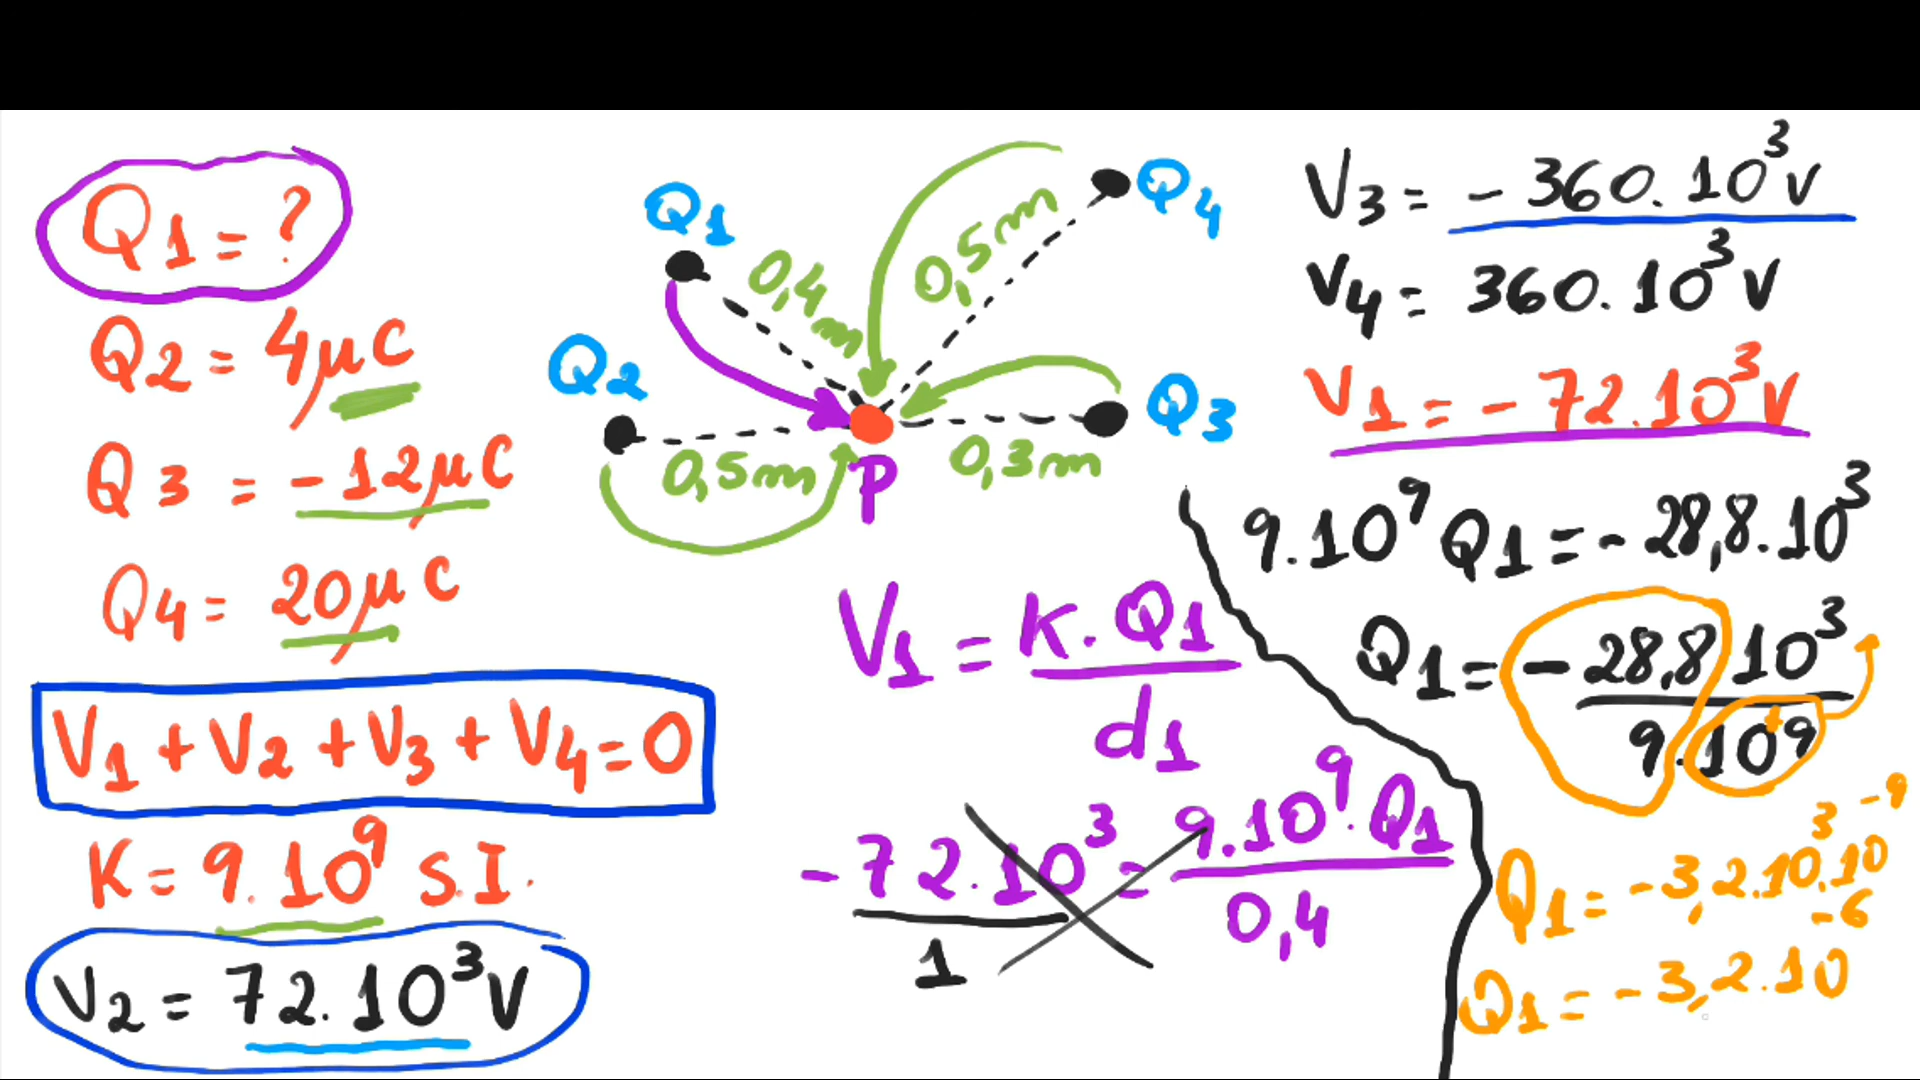 Q1 = ?
Q2 = 4μC
Q3 = -12μC
Q4 = 20μC
V1 + V2 + V3 + V4 = 0
K = 9.10⁹ S.I.
V2 = 72.10³V
Q1
Q4
0,4m
0,5m
Q2
Q3
0,5m
P
0,3m
V1 = K.Q1
d1
-72.10³ = 9.10⁹.Q1
1
0,4
V3 = -360.10³V
V4 = 360.10³V
V1 = -72.10³V
9.10⁹ Q1 = -28,8.10³
Q1 = -28,8 10³
9.10⁺⁹
Q1 = -3,2.10³.10⁻⁹
Q1 = -3,2.10⁻⁶